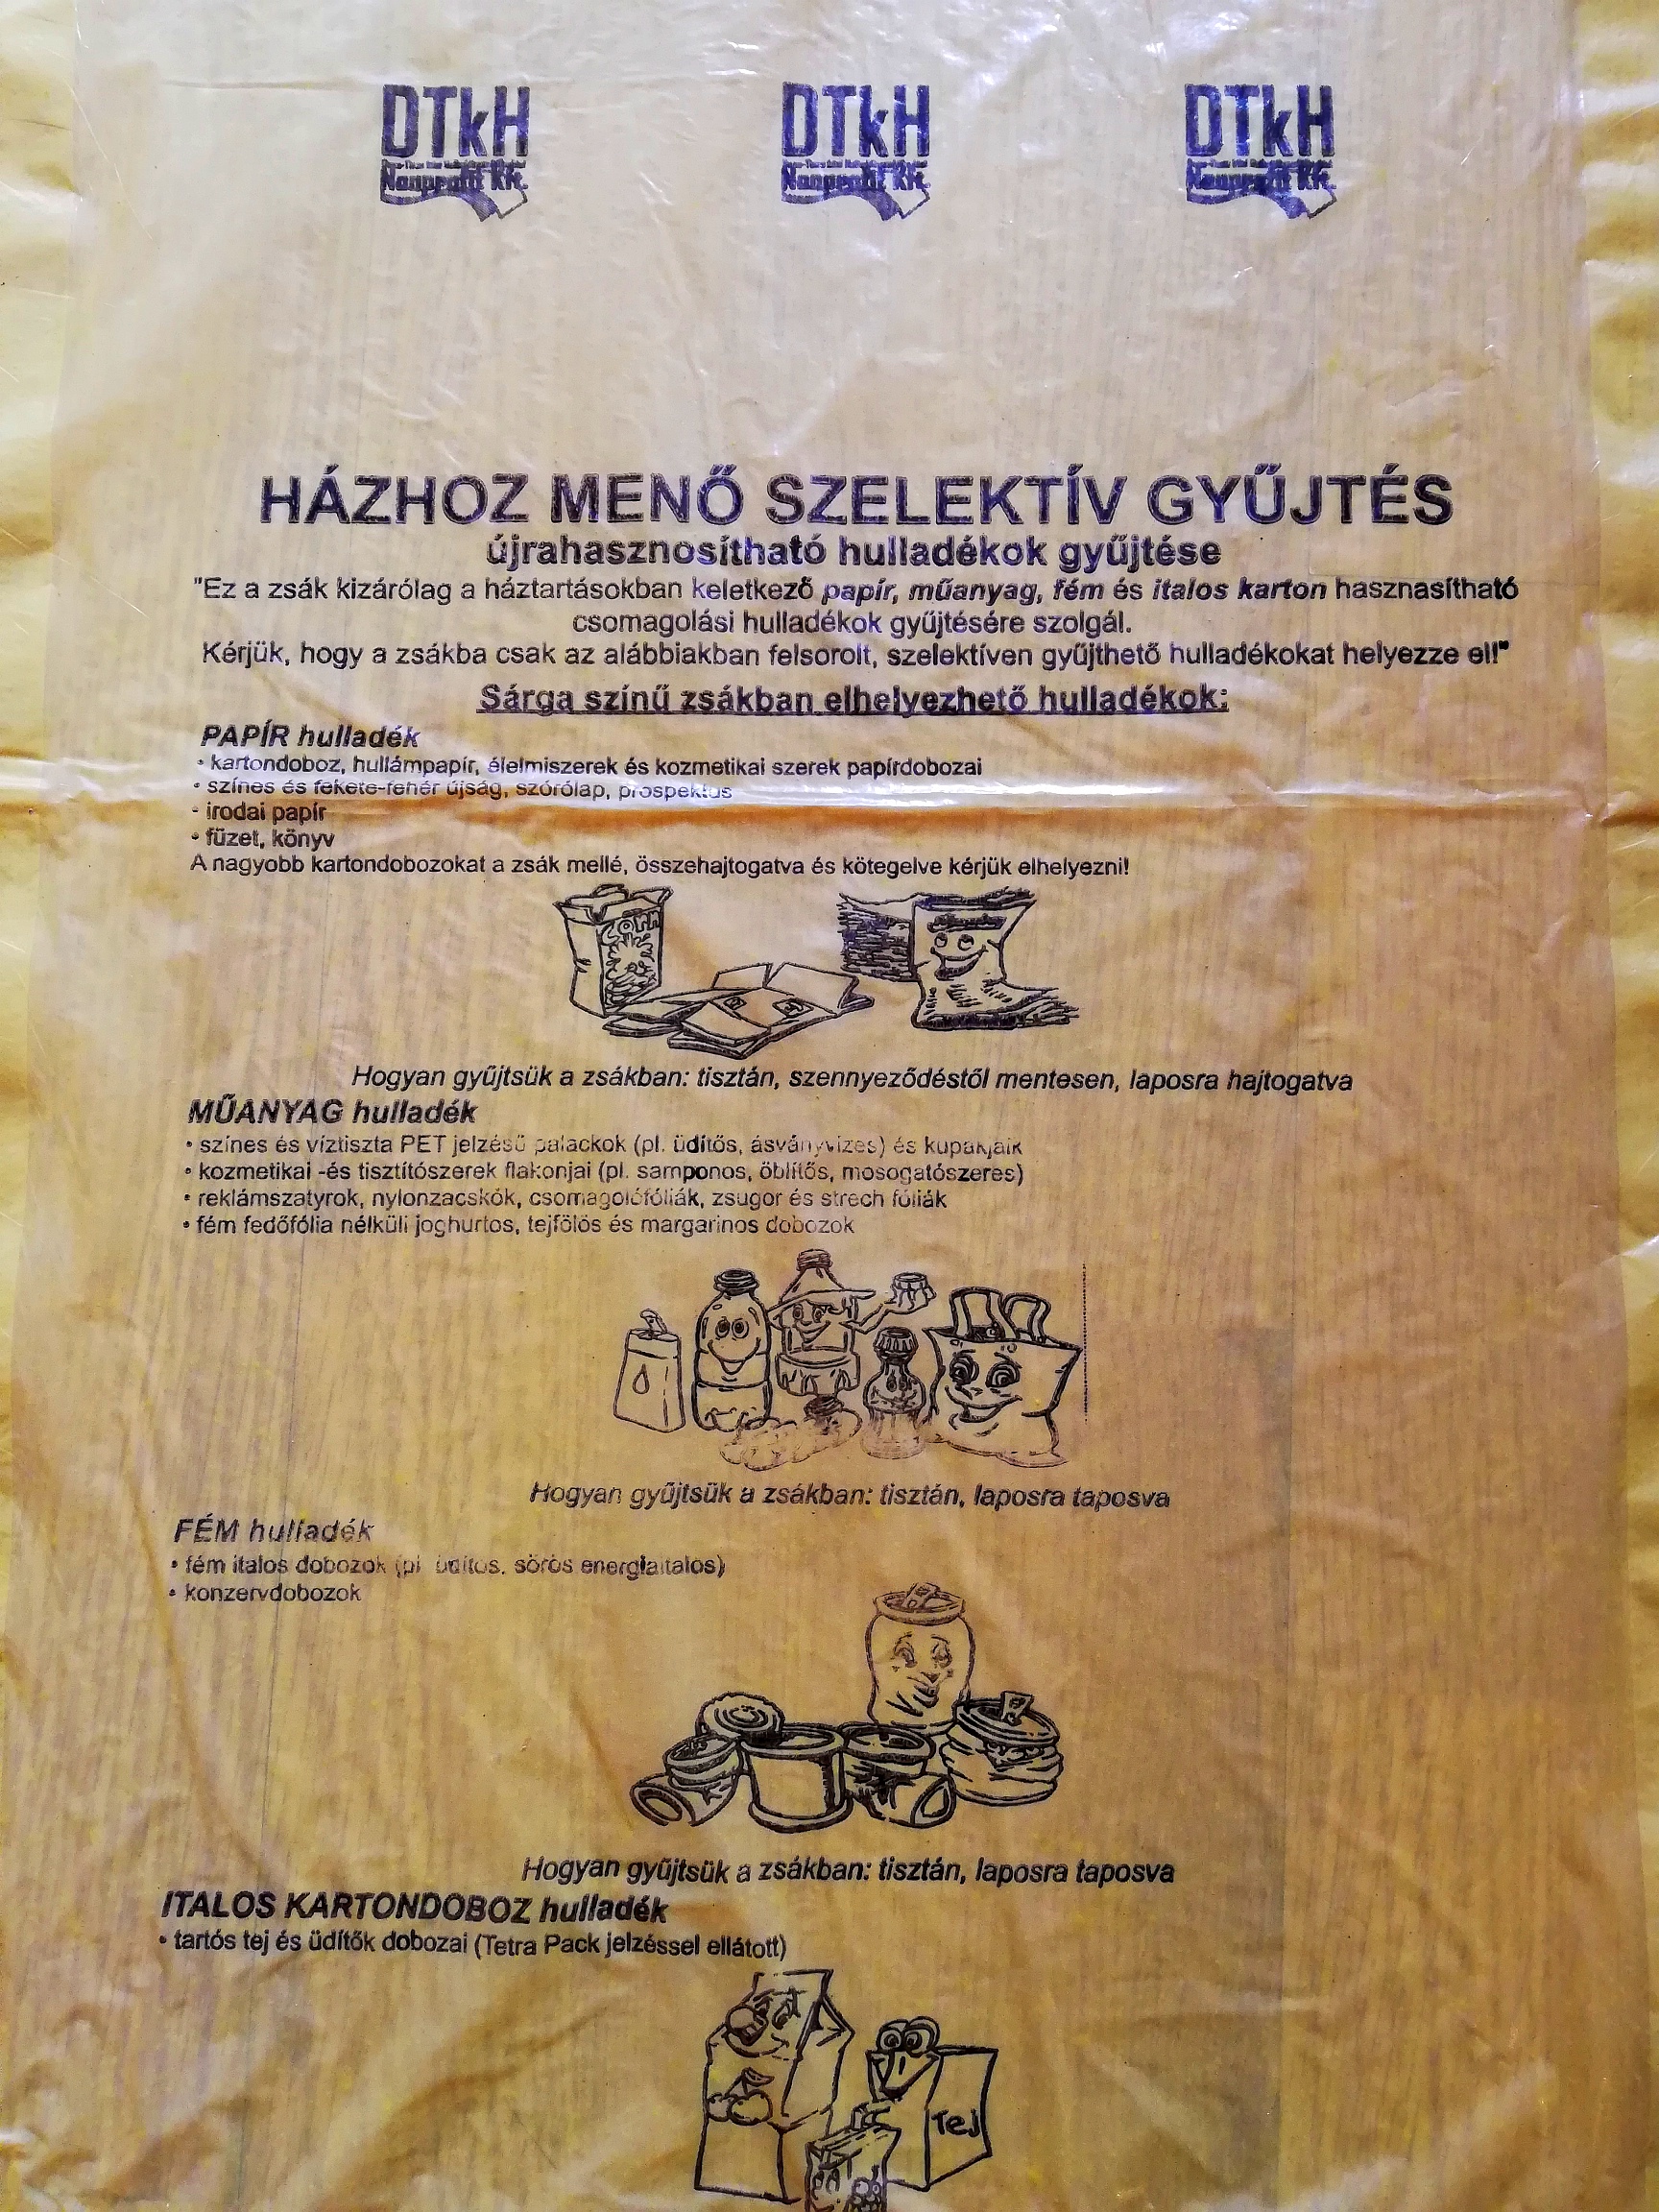 DTkH DTkH DTkH
Nonprofit Kft. Nonprofit Kft. Nonprofit Kft.
HÁZHOZ MENŐ SZELEKTÍV GYŰJTÉS
újrahasznosítható hulladékok gyűjtése
"Ez a zsák kizárólag a háztartásokban keletkező papír, műanyag, fém és italos karton hasznasítható
csomagolási hulladékok gyűjtésére szolgál.
Kérjük, hogy a zsákba csak az alábbiakban felsorolt, szelektíven gyűjthető hulladékokat helyezze el!"
Sárga színű zsákban elhelyezhető hulladékok:
PAPÍR hulladék
• kartondoboz, hullámpapír, élelmiszerek és kozmetikai szerek papírdobozai
• színes és fekete-fehér újság, szórólap, prospektus
• irodai papír
• füzet, könyv
A nagyobb kartondobozokat a zsák mellé, összehajtogatva és kötegelve kérjük elhelyezni!
Corn
Hogyan gyűjtsük a zsákban: tisztán, szennyeződéstől mentesen, laposra hajtogatva
MŰANYAG hulladék
• színes és víztiszta PET jelzésű palackok (pl. üdítős, ásványvizes) és kupakjaik
• kozmetikai -és tisztítószerek flakonjai (pl. samponos, öblítős, mosogatószeres)
• reklámszatyrok, nylonzacskók, csomagolófóliák, zsugor és strech fóliák
• fém fedőfólia nélküli joghurtos, tejfölös és margarinos dobozok
Hogyan gyűjtsük a zsákban: tisztán, laposra taposva
FÉM hulladék
• fém italos dobozok (pl. üdítős, sörös energiaitalos)
• konzervdobozok
Hogyan gyűjtsük a zsákban: tisztán, laposra taposva
ITALOS KARTONDOBOZ hulladék
• tartós tej és üdítők dobozai (Tetra Pack jelzéssel ellátott)
Tej